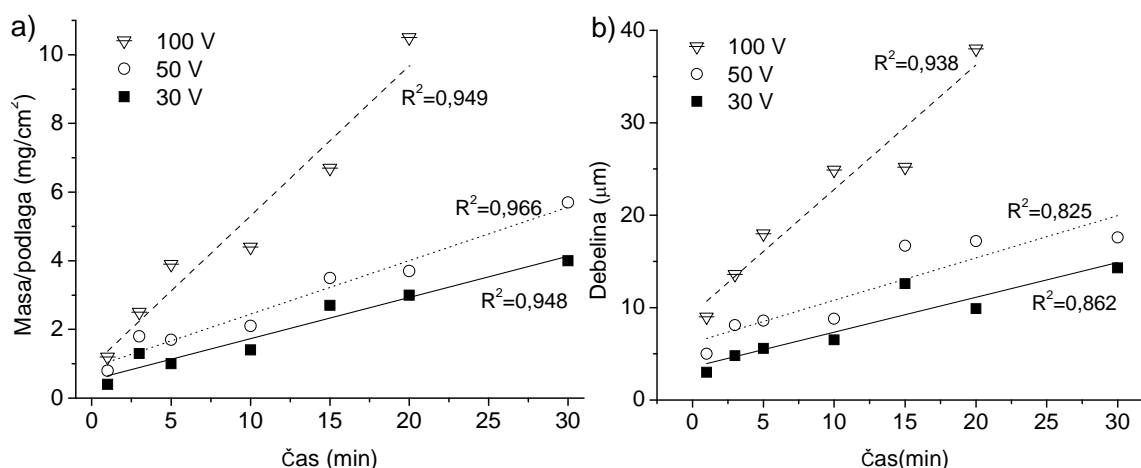 a)
100 V
50 V
30 V
R²=0,949
R²=0,966
R²=0,948
Masa/podlaga (mg/cm²)
10
8
6
4
2
0
0 5 10 15 20 25 30
Čas (min)
b)
100 V
50 V
30 V
R²=0,938
R²=0,825
R²=0,862
Debelina (μm)
40
30
20
10
0
0 5 10 15 20 25 30
Čas(min)